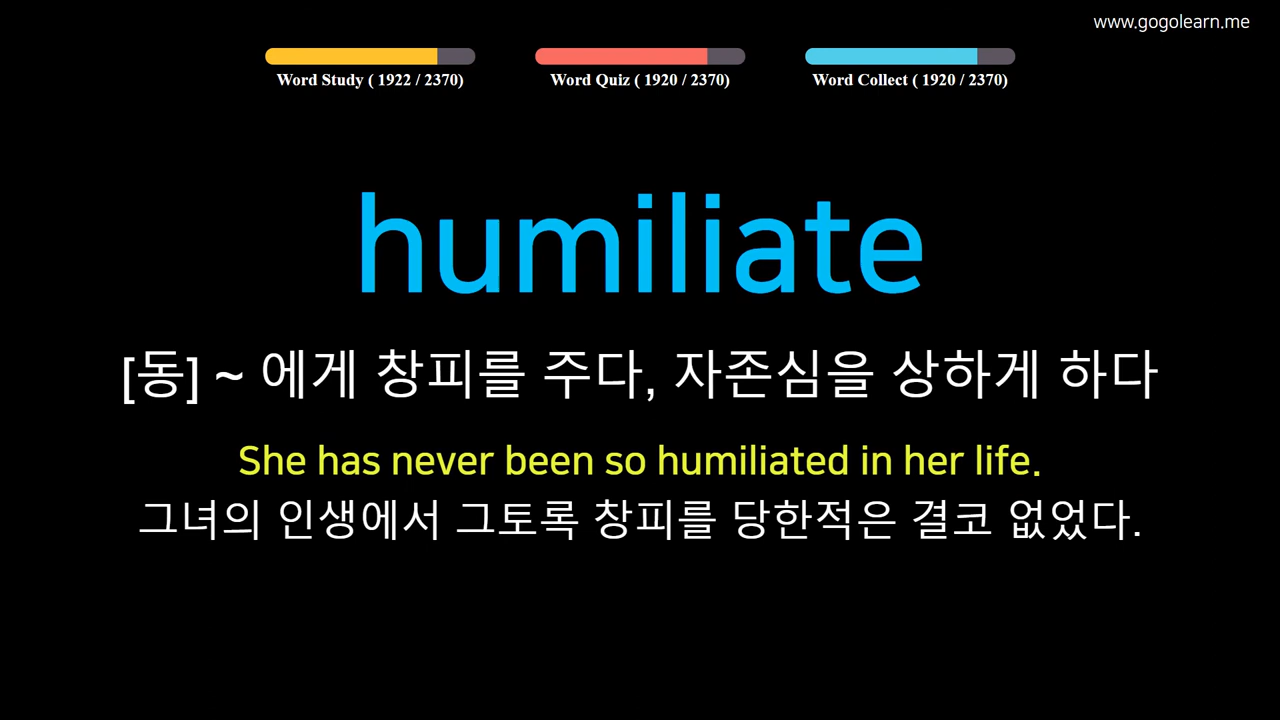 www.gogolearn.me
Word Study ( 1922 / 2370)
Word Quiz ( 1920 / 2370)
Word Collect ( 1920 / 2370)
humiliate
[동] ~ 에게 창피를 주다, 자존심을 상하게 하다
She has never been so humiliated in her life.
그녀의 인생에서 그토록 창피를 당한적은 결코 없었다.